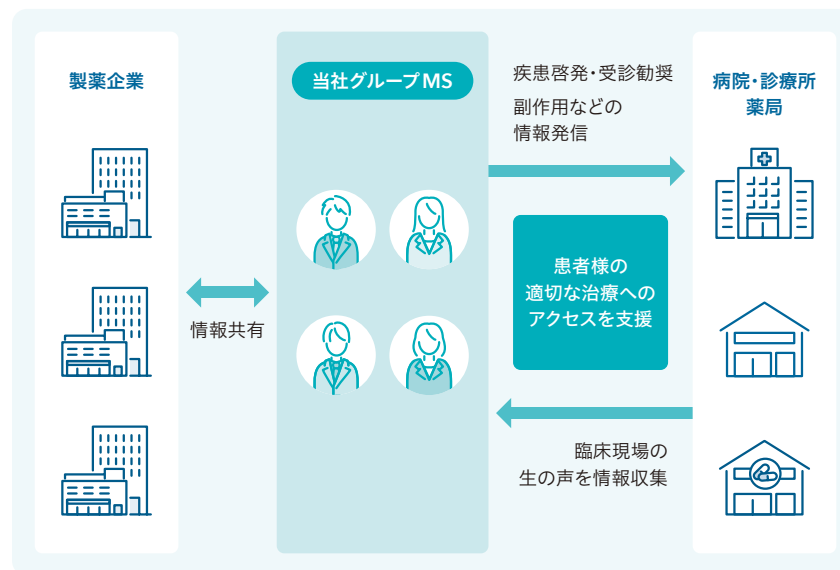 製薬企業
情報共有
当社グループMS
疾患啓発・受診勧奨
副作用などの
情報発信
患者様の
適切な治療への
アクセスを支援
臨床現場の
生の声を情報収集
病院・診療所
薬局